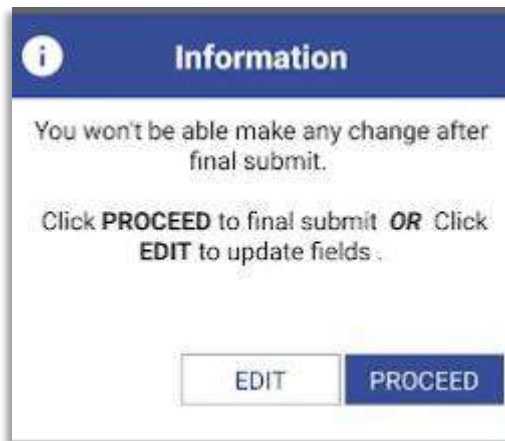 Information
You won't be able make any change after
final submit.
Click PROCEED to final submit OR Click
EDIT to update fields .
EDIT
PROCEED